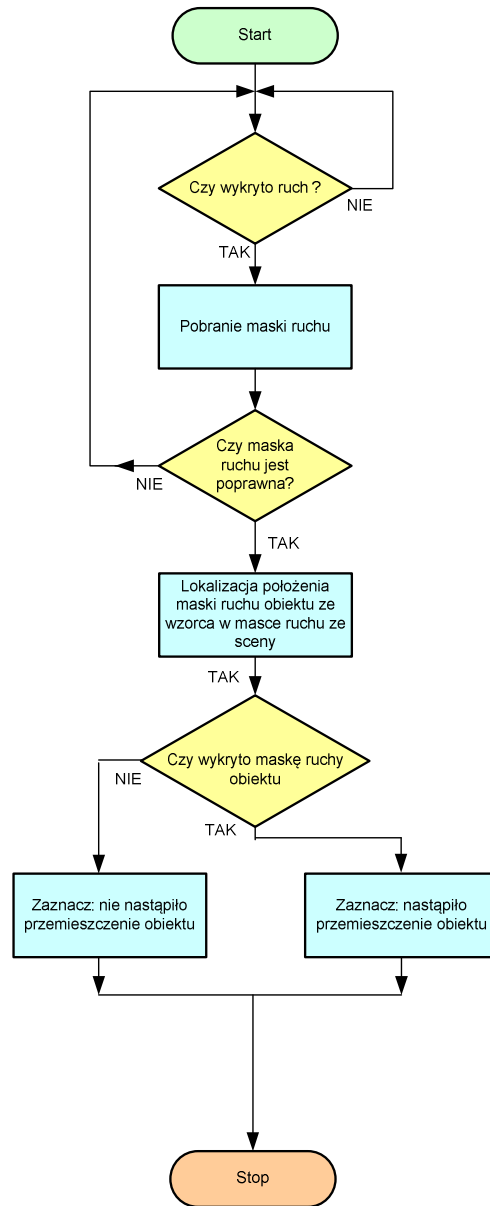 Start
Czy wykryto ruch ?
NIE
TAK
Pobranie maski ruchu
Czy maska
ruchu jest
poprawna?
NIE
TAK
Lokalizacja położenia
maski ruchu obiektu ze
wzorca w masce ruchu ze
sceny
TAK
Czy wykryto maskę ruchy
obiektu
NIE
TAK
Zaznacz: nie nastąpiło
przemieszczenie obiektu
Zaznacz: nastąpiło
przemieszczenie obiektu
Stop